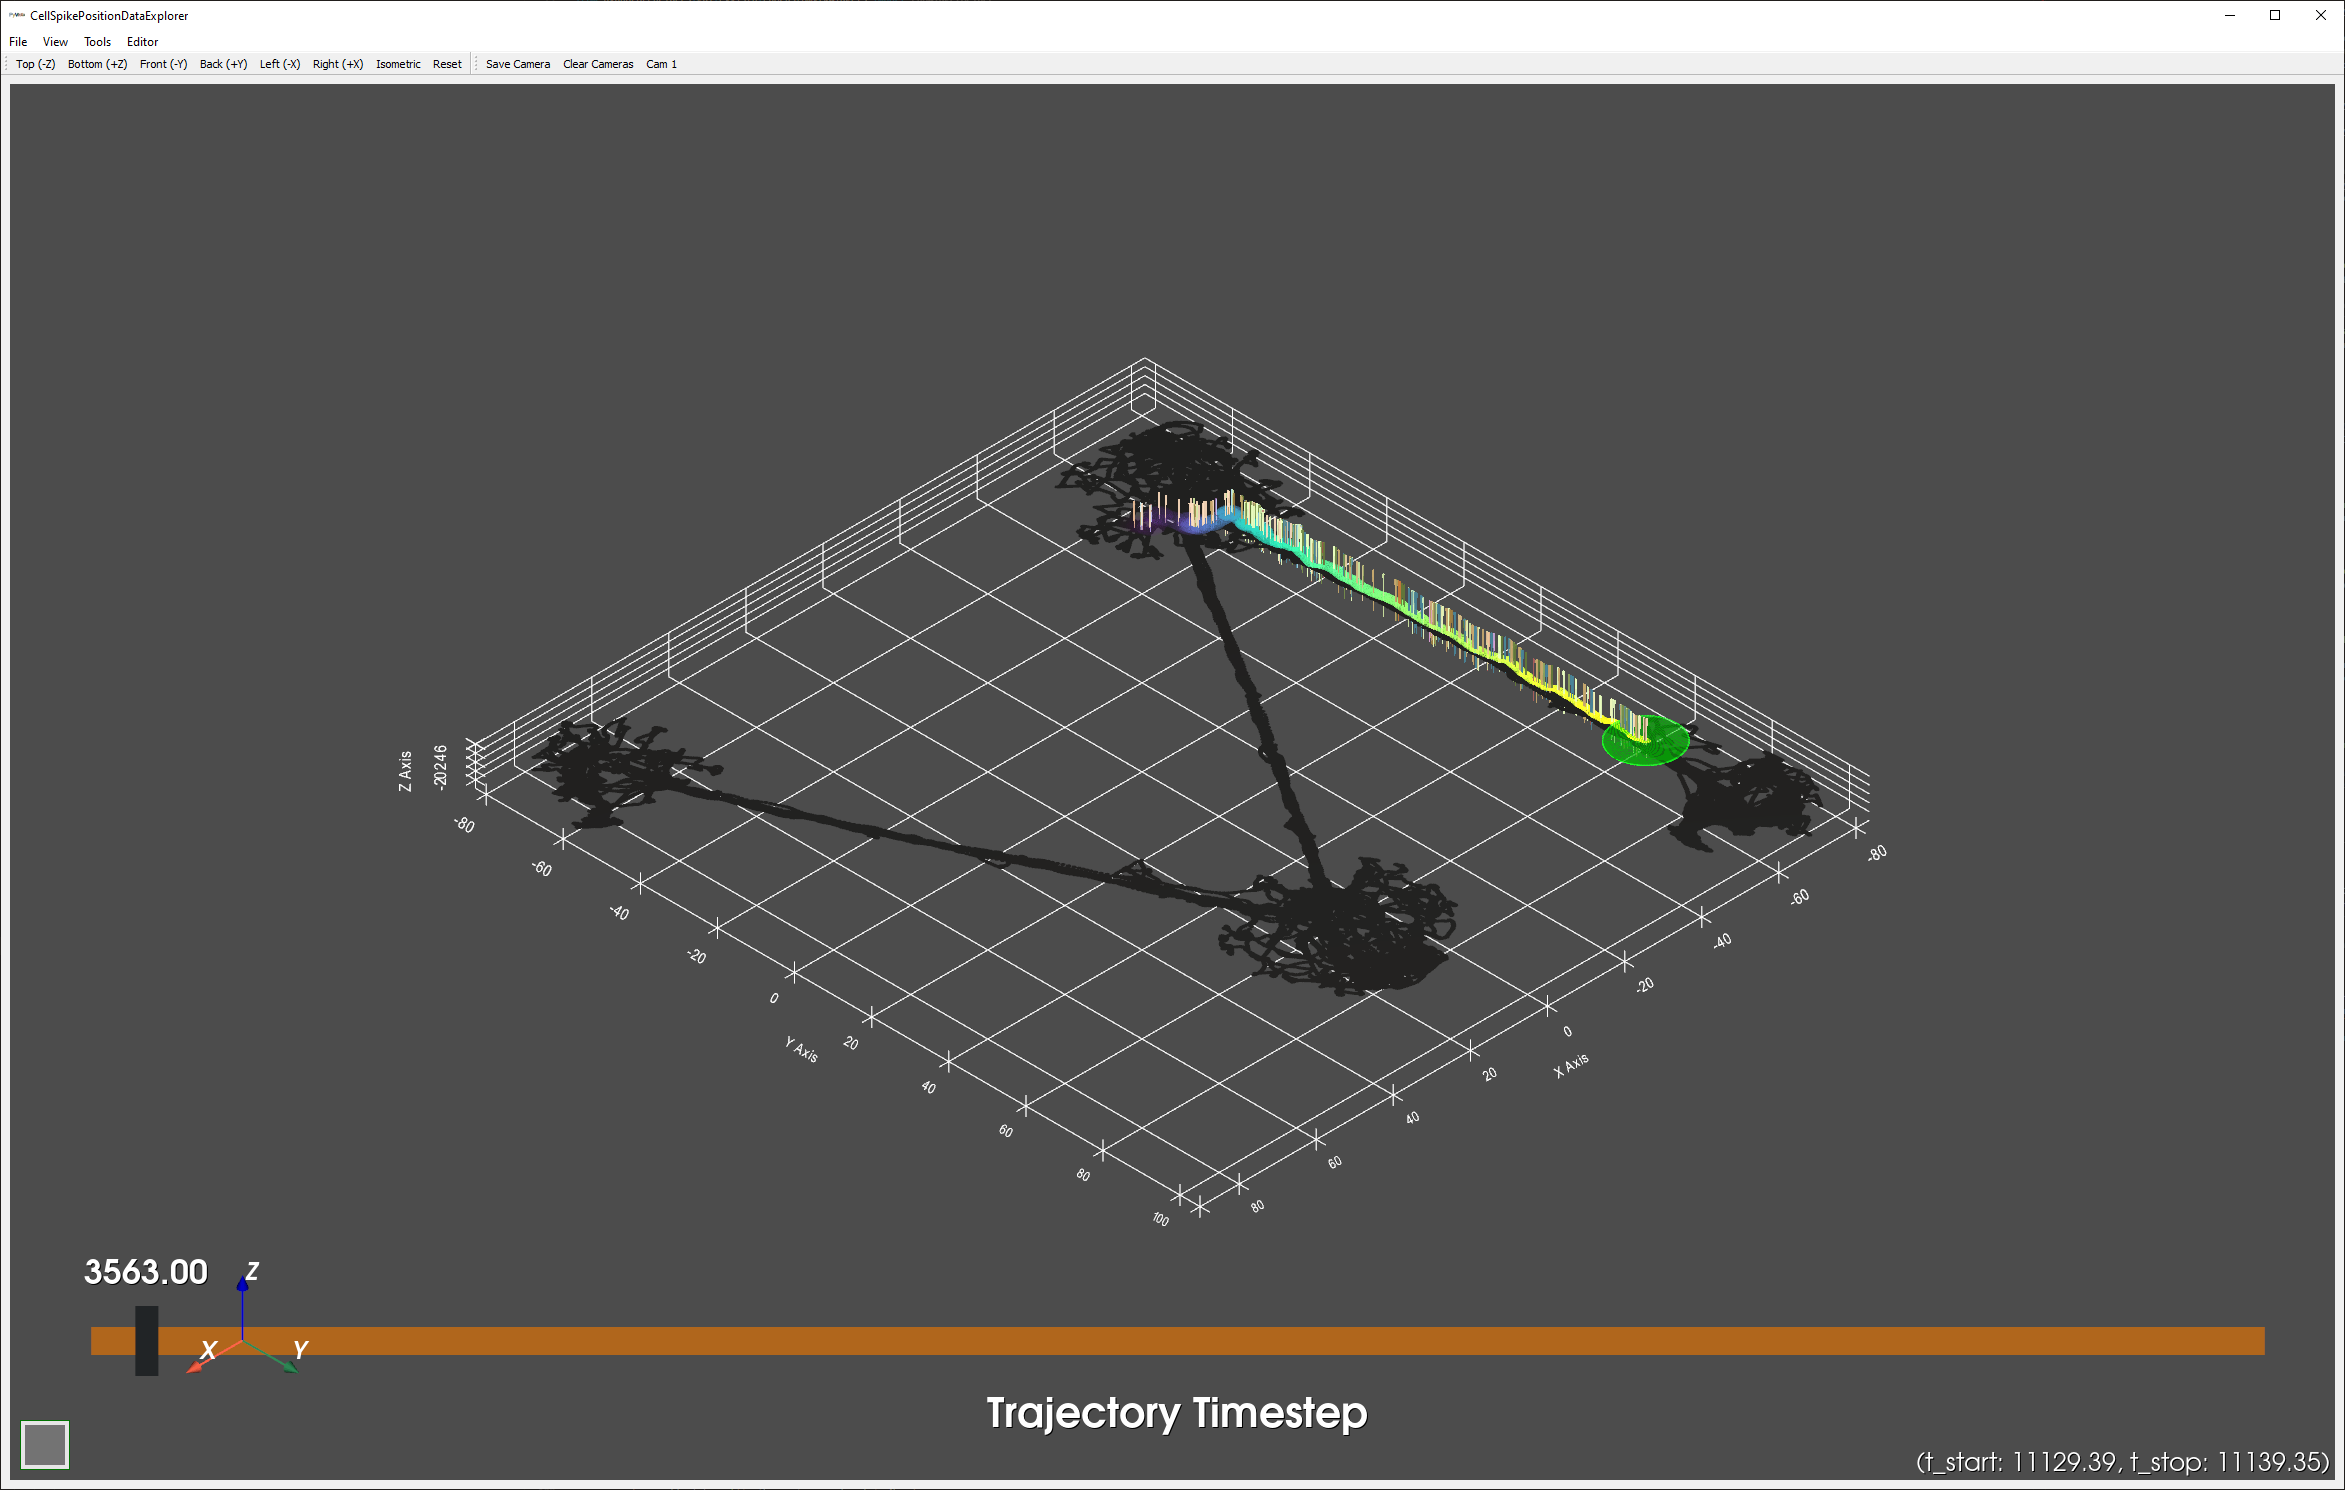 CellSpikePositionDataExplorer
File View Tools Editor
Top (-Z) Bottom (+Z) Front (-Y) Back (+Y) Left (-X) Right (+X) Isometric Reset Save Camera Clear Cameras Cam 1
Z Axis
-20246
-80
-60
-40
-20
0
20
40
60
80
100
Y Axis
-80
-60
-40
-20
0
20
40
60
80
X Axis
3563.00
Z
X
Y
Trajectory Timestep
(t_start: 11129.39, t_stop: 11139.35)